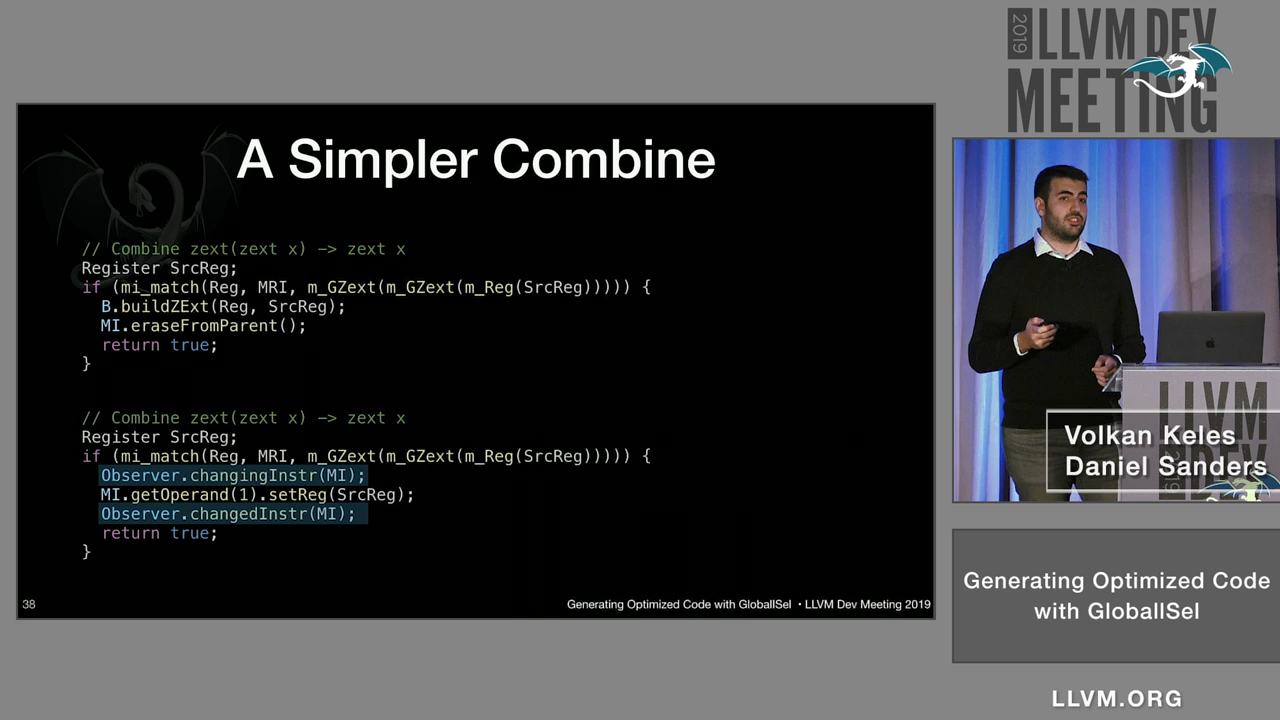 2019
LLVM DEV
MEETING
A Simpler Combine
// Combine zext(zext x) -> zext x
Register SrcReg;
if (mi_match(Reg, MRI, m_GZext(m_GZext(m_Reg(SrcReg))))) {
B.buildZExt(Reg, SrcReg);
MI.eraseFromParent();
return true;
}
// Combine zext(zext x) -> zext x
Register SrcReg;
if (mi_match(Reg, MRI, m_GZext(m_GZext(m_Reg(SrcReg))))) {
Observer.changingInstr(MI);
MI.getOperand(1).setReg(SrcReg);
Observer.changedInstr(MI);
return true;
}
38
Generating Optimized Code with GlobalISel • LLVM Dev Meeting 2019
LLVM
Volkan Keles
Daniel Sanders
Generating Optimized Code
with GlobalISel
LLVM.ORG